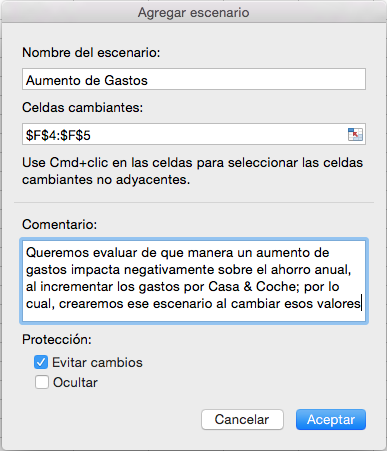 Agregar escenario
Nombre del escenario:
Aumento de Gastos
Celdas cambiantes:
$F$4:$F$5
Use Cmd+clic en las celdas para seleccionar las celdas
cambiantes no adyacentes.
Comentario:
Queremos evaluar de que manera un aumento de
gastos impacta negativamente sobre el ahorro anual,
al incrementar los gastos por Casa & Coche; por lo
cual, crearemos ese escenario al cambiar esos valores
Protección:
Evitar cambios
Ocultar
Cancelar Aceptar